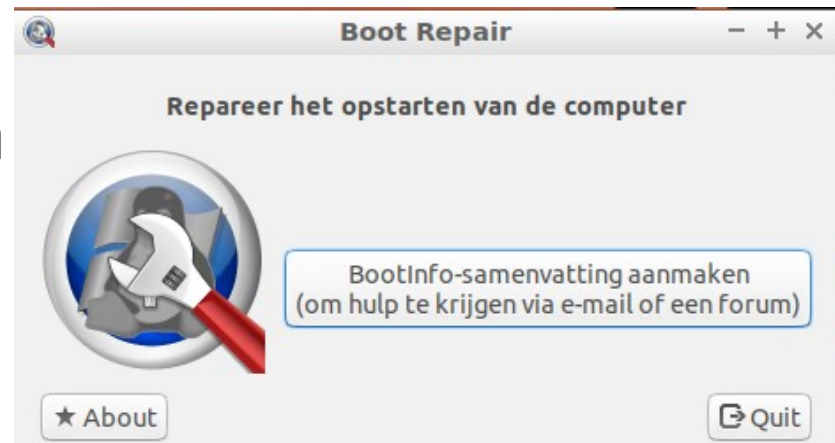 Boot Repair
Repareer het opstarten van de computer
BootInfo-samenvatting aanmaken
(om hulp te krijgen via e-mail of een forum)
About
Quit